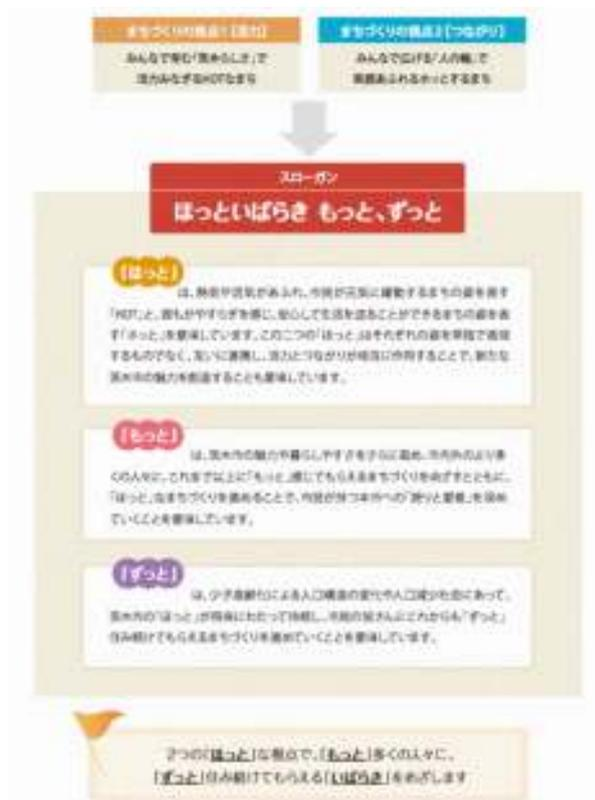 まちづくりの視点1【活力】
みんなで育む「茨木らしさ」で
活力みなぎるHOTなまち
まちづくりの視点2【つながり】
みんなで広げる「人の輪」で
笑顔あふれるホッとするまち
スローガン
ほっといばらき もっと、ずっと
「ほっと」
は、熱気や活気があふれ、市民が元気に躍動するまちの姿を表す
「HOT」と、誰もがやすらぎを感じ、安心して生活を送ることができるまちの姿を表
す「ホッと」を意味しています。この二つの「ほっと」はそれぞれの姿を単独で表現
するものでなく、互いに連携し、活力とつながりが相互に作用することで、新たな
茨木市の魅力を創造することも意味しています。
「もっと」
は、茨木市の魅力や暮らしやすさをさらに高め、市内外のより多
くの人々に、これまで以上に「もっと」感じてもらえるまちづくりをめざすとともに、
「ほっと」なまちづくりを進めることで、市民が持つ本市への「誇りと愛着」を深め
ていくことを意味しています。
「ずっと」
は、少子高齢化による人口構造の変化や人口減少社会にあって、
茨木市の「ほっと」が将来にわたって持続し、市民の皆さんにこれからも「ずっと」
住み続けてもらえるまちづくりを進めていくことを意味しています。
2つの「ほっと」な視点で、「もっと」多くの人々に、
「ずっと」住み続けてもらえる「いばらき」をめざします